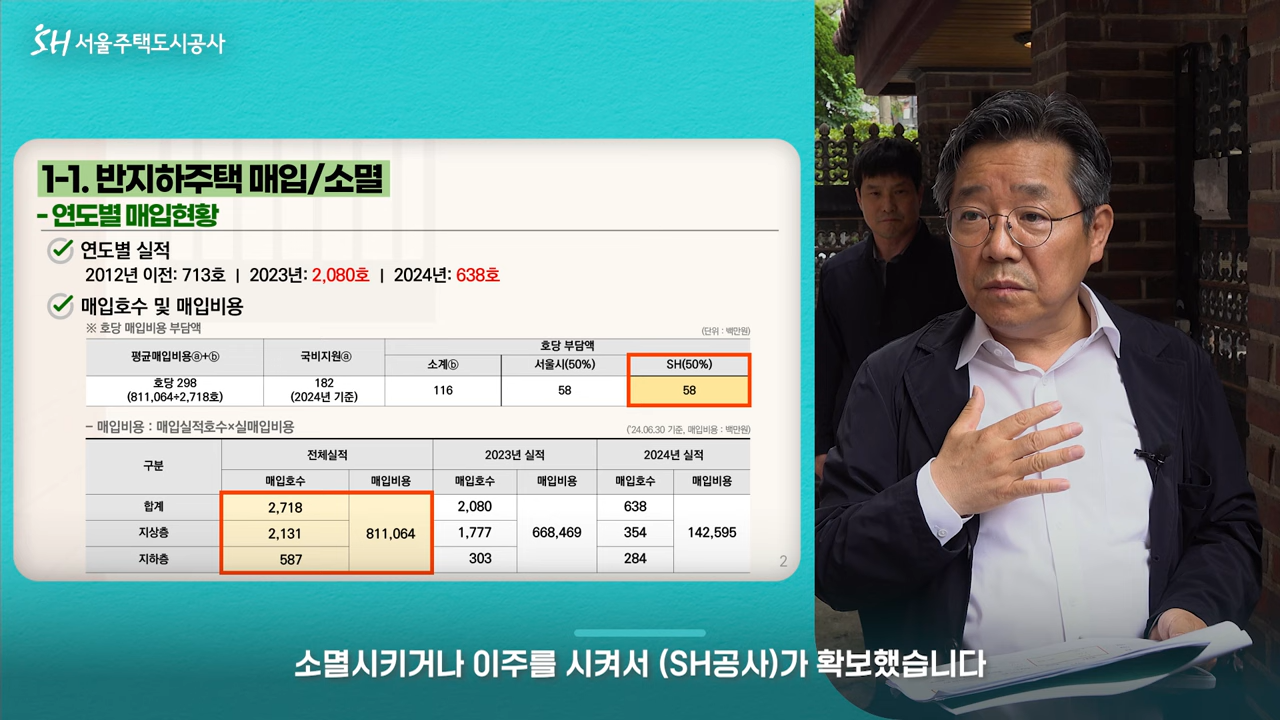 SH 서울주택도시공사
1-1. 반지하주택 매입/소멸
- 연도별 매입현황
연도별 실적
2012년 이전: 713호 | 2023년: 2,080호 | 2024년: 638호
매입호수 및 매입비용
※ 호당 매입비용 부담액
(단위 : 백만원)
평균매입비용ⓐ+ⓑ 국비지원ⓐ 호당 부담액
소계ⓑ 서울시(50%) SH(50%)
호당 298 (811,064÷2,718호) 182 (2024년 기준) 116 58 58
- 매입비용 : 매입실적호수×실매입비용
('24.06.30 기준, 매입비용 : 백만원)
구분 전체실적 2023년 실적 2024년 실적
매입호수 매입비용 매입호수 매입비용 매입호수 매입비용
합계 2,718 2,080 638
지상층 2,131 811,064 1,777 668,469 354 142,595
지하층 587 303 284
2
소멸시키거나 이주를 시켜서 (SH공사)가 확보했습니다